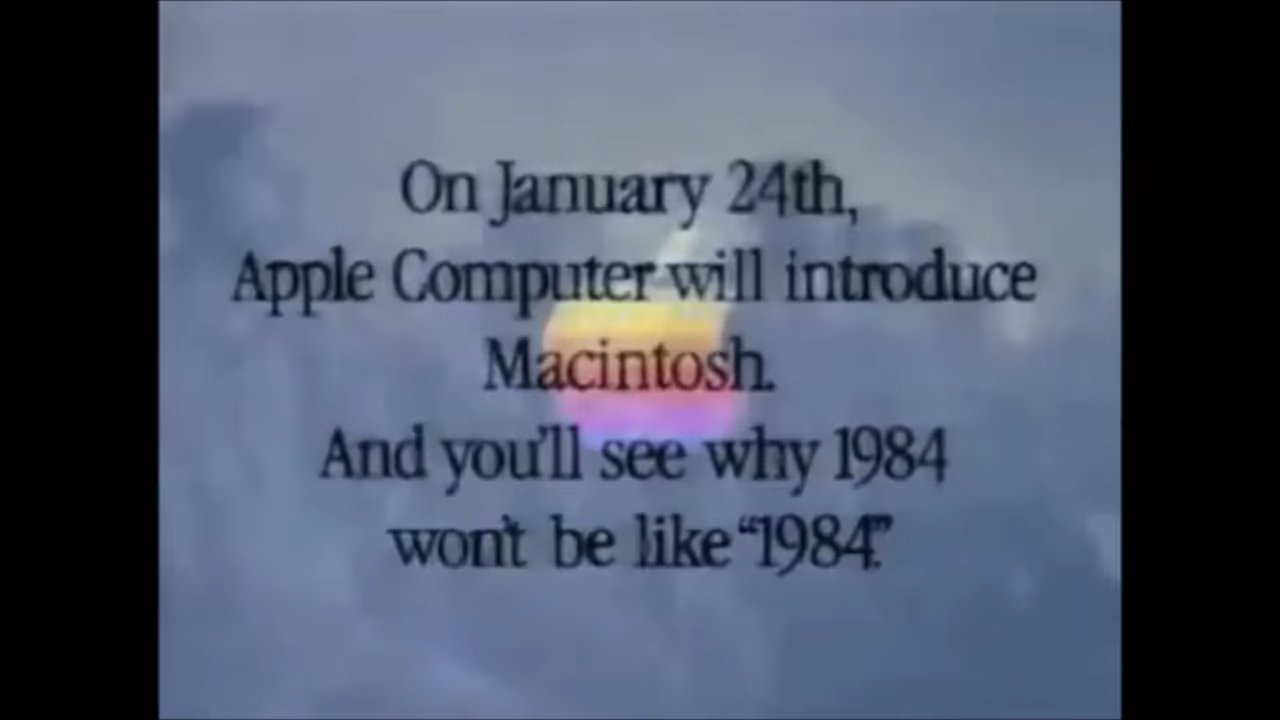 On January 24th,
Apple Computer will introduce
Macintosh.
And you'll see why 1984
won't be like “1984.”